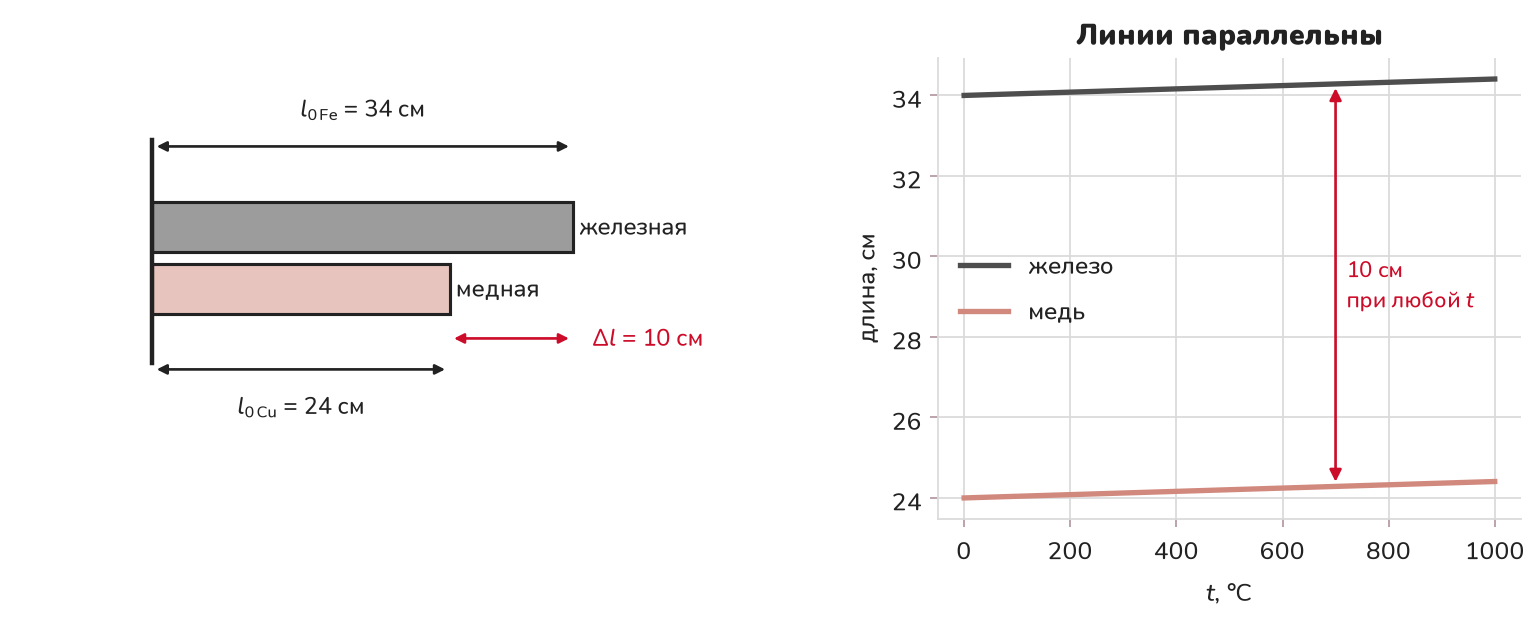 l₀ Fe = 34 см
железная
медная
Δl = 10 см
l₀ Cu = 24 см
Линии параллельны
длина, см
34
32
30
28
26
24
железо
медь
10 см
при любой t
0 200 400 600 800 1000
t, °C